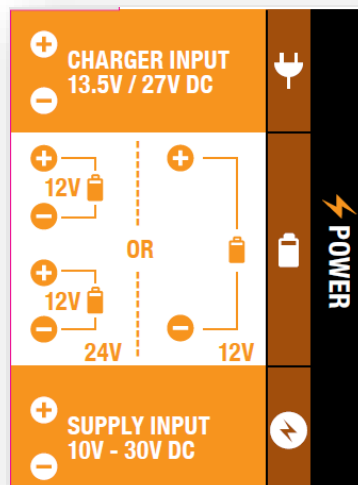 CHARGER INPUT
13.5V / 27V DC
12V
12V
24V
OR
12V
SUPPLY INPUT
10V - 30V DC
POWER